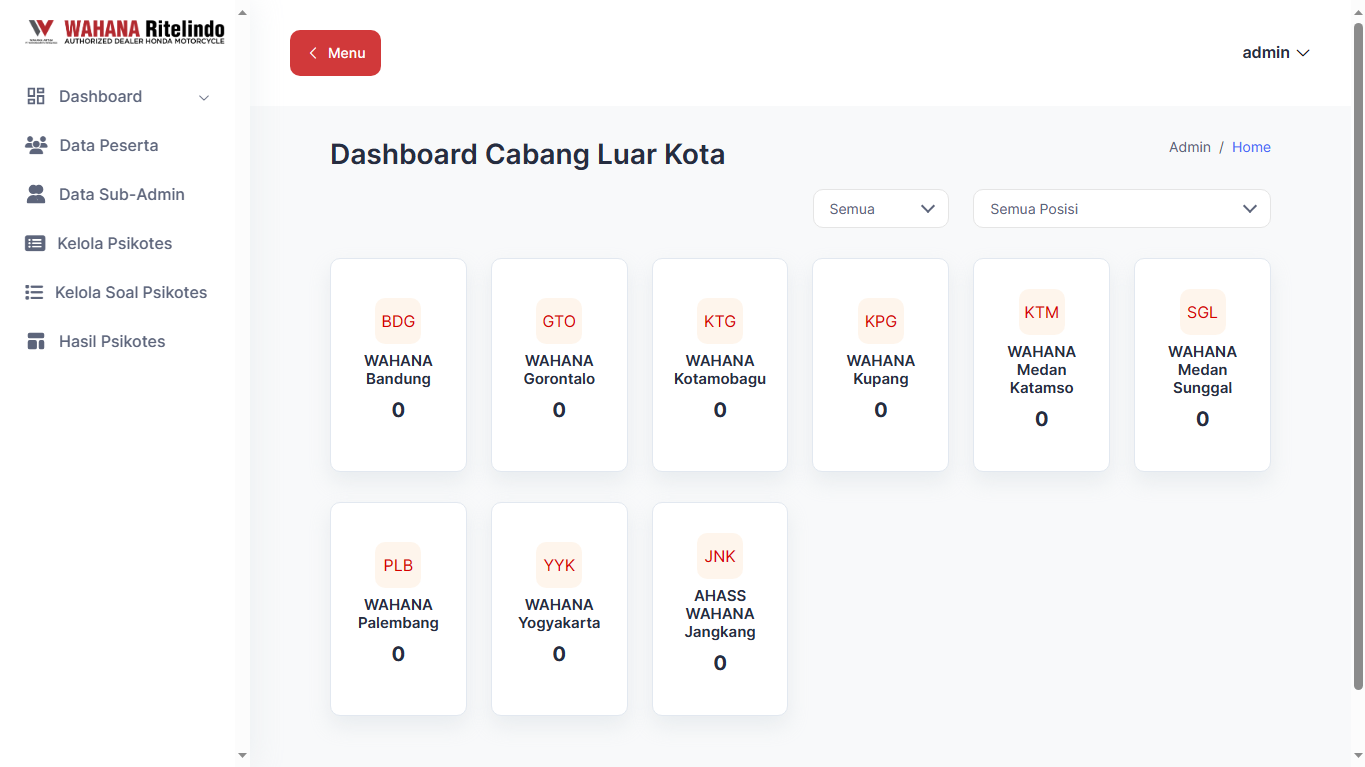 WAHANA Ritelindo
AUTHORIZED DEALER HONDA MOTORCYCLE
Dashboard
Data Peserta
Data Sub-Admin
Kelola Psikotes
Kelola Soal Psikotes
Hasil Psikotes
Menu
admin
Dashboard Cabang Luar Kota
Admin / Home
Semua
Semua Posisi
BDG
WAHANA
Bandung
0
GTO
WAHANA
Gorontalo
0
KTG
WAHANA
Kotamobagu
0
KPG
WAHANA
Kupang
0
KTM
WAHANA
Medan
Katamso
0
SGL
WAHANA
Medan
Sunggal
0
PLB
WAHANA
Palembang
0
YYK
WAHANA
Yogyakarta
0
JNK
AHASS
WAHANA
Jangkang
0